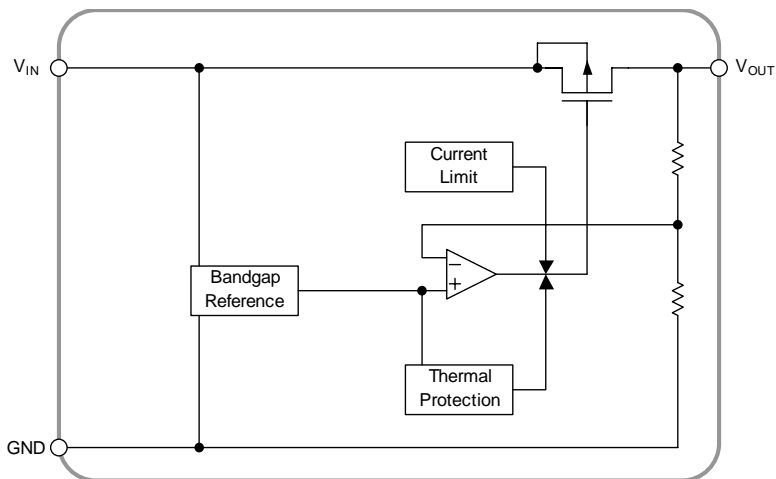 VIN
VOUT
Current
Limit
−
+
Bandgap
Reference
Thermal
Protection
GND